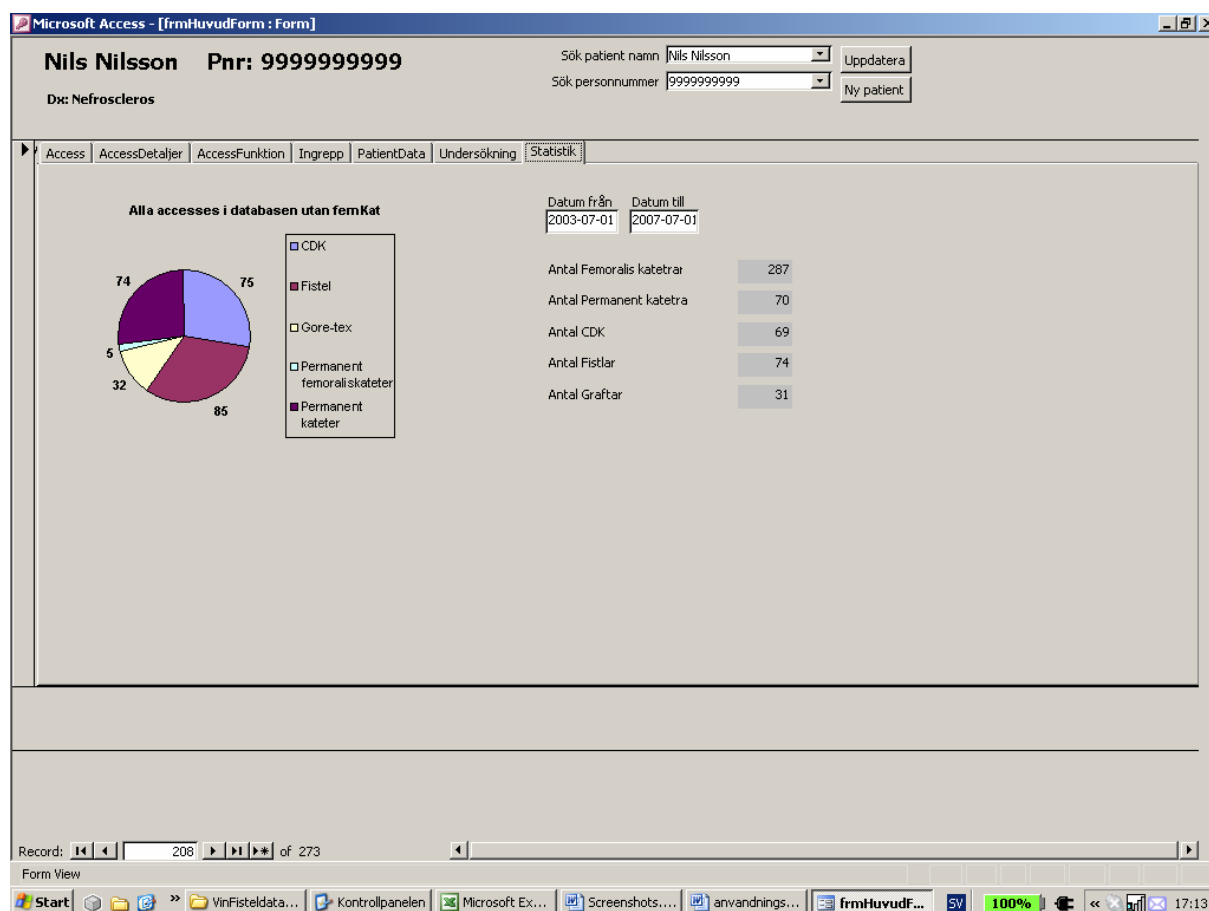 Microsoft Access - [frmHuvudForm : Form]
Nils Nilsson Pnr: 9999999999
Sök patient namn Nils Nilsson Uppdatera
Sök personnummer 9999999999 Ny patient
Dx: Nefroscleros
Access AccessDetaljer AccessFunktion Ingrepp PatientData Undersökning Statistik
Alla accesses i databasen utan femKat
CDK
Fistel
Gore-tex
Permanent
femoraliskateter
Permanent
kateter
74
75
5
32
85
Datum från Datum till
2003-07-01 2007-07-01
Antal Femoralis katetrar 287
Antal Permanent katetra 70
Antal CDK 69
Antal Fistlar 74
Antal Graftar 31
Record: 208 of 273
Form View
Start » VinFisteldata... Kontrollpanelen Microsoft Ex... Screenshots.... anvandnings... frmHuvudF... SV 100% « 17:13